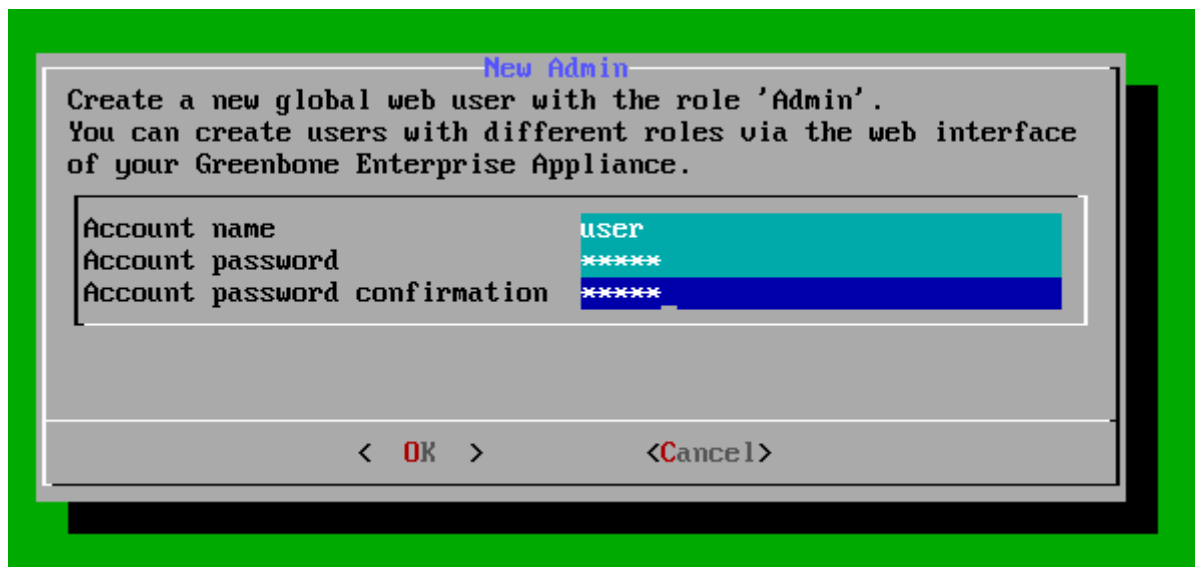 New Admin
Create a new global web user with the role 'Admin'.
You can create users with different roles via the web interface
of your Greenbone Enterprise Appliance.
Account name user
Account password *****
Account password confirmation *****_
< OK > <Cancel>